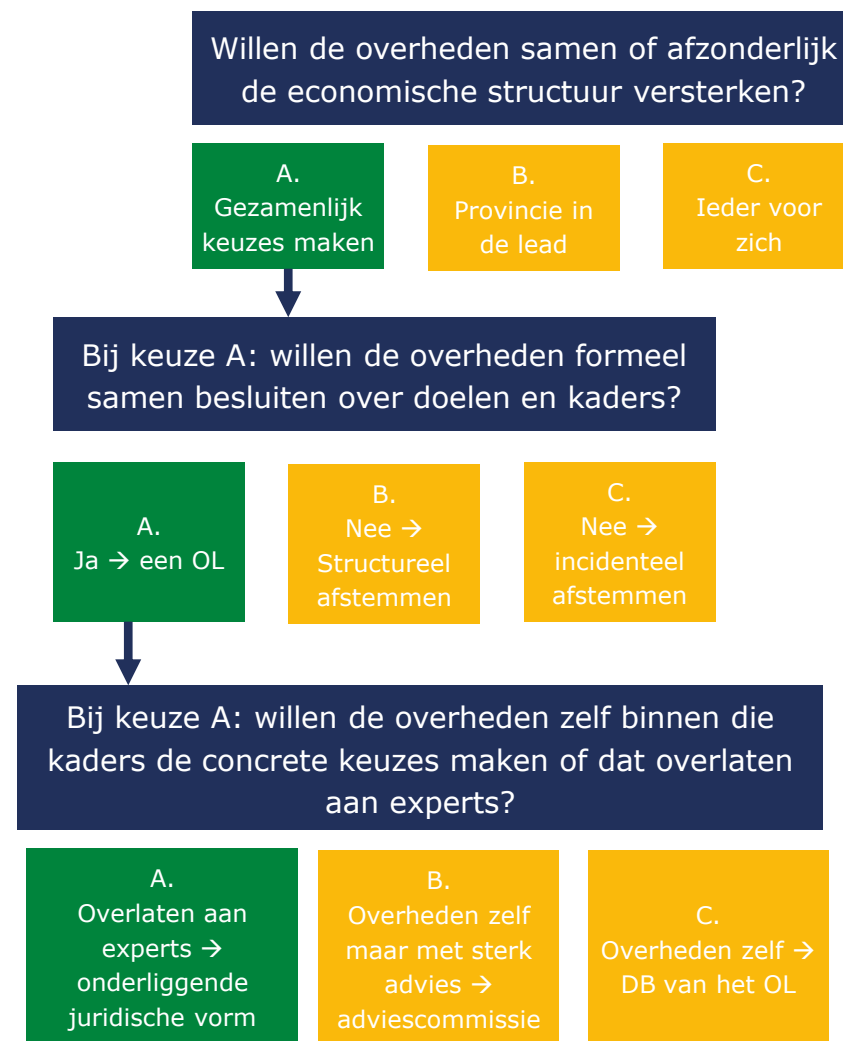 Willen de overheden samen of afzonderlijk
de economische structuur versterken?
A.
Gezamenlijk
keuzes maken
B.
Provincie in
de lead
C.
Ieder voor
zich
Bij keuze A: willen de overheden formeel
samen besluiten over doelen en kaders?
A.
Ja → een OL
B.
Nee →
Structureel
afstemmen
C.
Nee →
incidenteel
afstemmen
Bij keuze A: willen de overheden zelf binnen die
kaders de concrete keuzes maken of dat overlaten
aan experts?
A.
Overlaten aan
experts →
onderliggende
juridische vorm
B.
Overheden zelf
maar met sterk
advies →
adviescommissie
C.
Overheden zelf →
DB van het OL